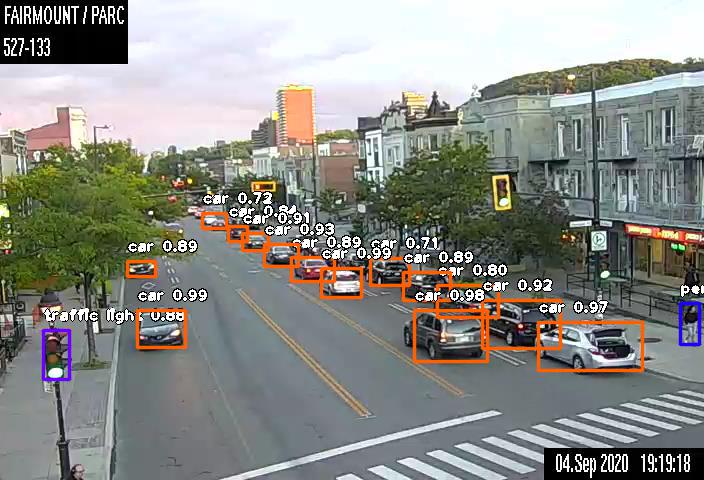 FAIRMOUNT / PARC
527-133
car 0.72
car 0.84
car 0.91
car 0.93
car 0.89
car 0.89
car 0.99
car 0.71
car 0.89
car 0.80
car 0.99
car 0.98
car 0.92
car 0.97
per
traffic light 0.88
04.Sep 2020 19:19:18